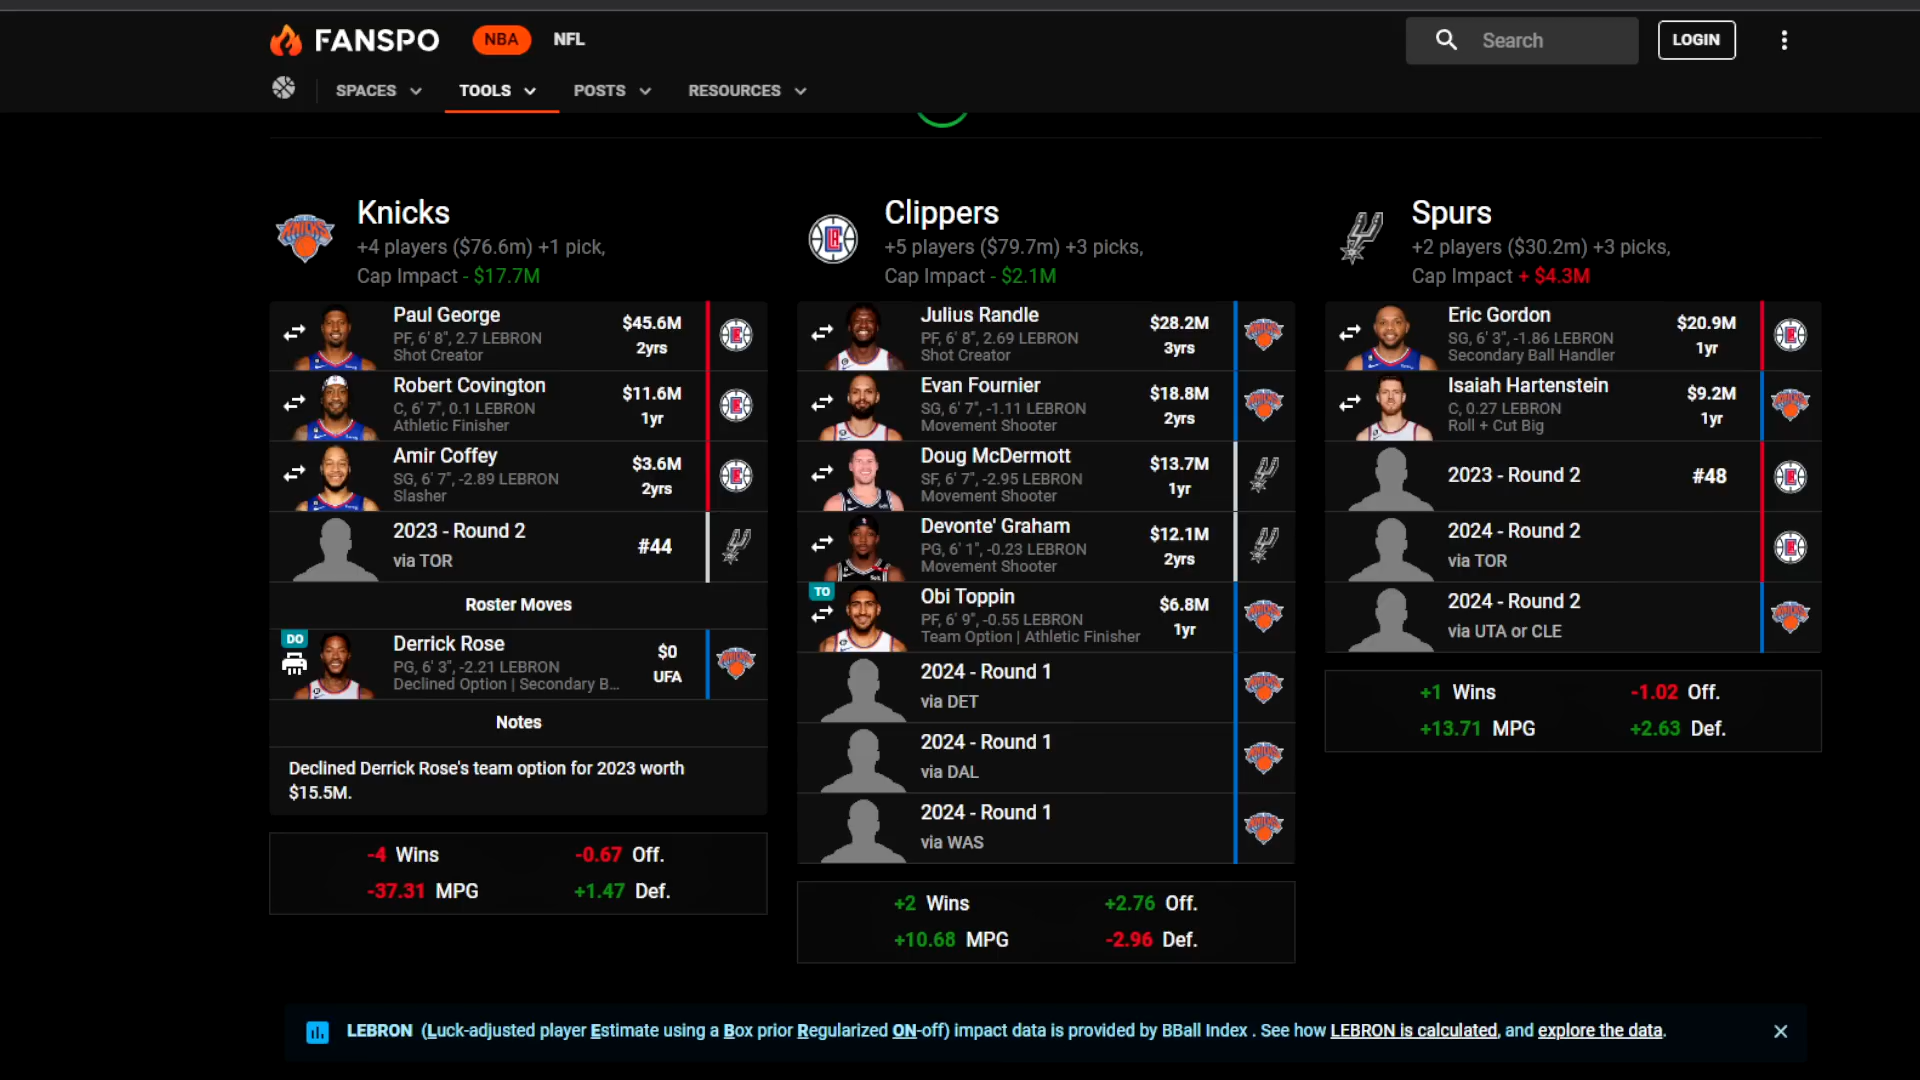 FANSPO
NBA
NFL
Search
LOGIN
SPACES
TOOLS
POSTS
RESOURCES
Knicks
+4 players ($76.6m) +1 pick,
Cap Impact - $17.7M
Paul George
PF, 6' 8", 2.7 LEBRON
Shot Creator
$45.6M
2yrs
Robert Covington
C, 6' 7", 0.1 LEBRON
Athletic Finisher
$11.6M
1yr
Amir Coffey
SG, 6' 7", -2.89 LEBRON
Slasher
$3.6M
2yrs
2023 - Round 2
via TOR
#44
Roster Moves
DO
Derrick Rose
PG, 6' 3", -2.21 LEBRON
Declined Option | Secondary B...
$0
UFA
Notes
Declined Derrick Rose's team option for 2023 worth
$15.5M.
-4 Wins
-0.67 Off.
-37.31 MPG
+1.47 Def.
Clippers
+5 players ($79.7m) +3 picks,
Cap Impact - $2.1M
Julius Randle
PF, 6' 8", 2.69 LEBRON
Shot Creator
$28.2M
3yrs
Evan Fournier
SG, 6' 7", -1.11 LEBRON
Movement Shooter
$18.8M
2yrs
Doug McDermott
SF, 6' 7", -2.95 LEBRON
Movement Shooter
$13.7M
1yr
Devonte' Graham
PG, 6' 1", -0.23 LEBRON
Movement Shooter
$12.1M
2yrs
TO
Obi Toppin
PF, 6' 9", -0.55 LEBRON
Team Option | Athletic Finisher
$6.8M
1yr
2024 - Round 1
via DET
2024 - Round 1
via DAL
2024 - Round 1
via WAS
+2 Wins
+2.76 Off.
+10.68 MPG
-2.96 Def.
Spurs
+2 players ($30.2m) +3 picks,
Cap Impact + $4.3M
Eric Gordon
SG, 6' 3", -1.86 LEBRON
Secondary Ball Handler
$20.9M
1yr
Isaiah Hartenstein
C, 0.27 LEBRON
Roll + Cut Big
$9.2M
1yr
2023 - Round 2
#48
2024 - Round 2
via TOR
2024 - Round 2
via UTA or CLE
+1 Wins
-1.02 Off.
+13.71 MPG
+2.63 Def.
LEBRON (Luck-adjusted player Estimate using a Box prior Regularized ON-off) impact data is provided by BBall Index . See how LEBRON is calculated, and explore the data.